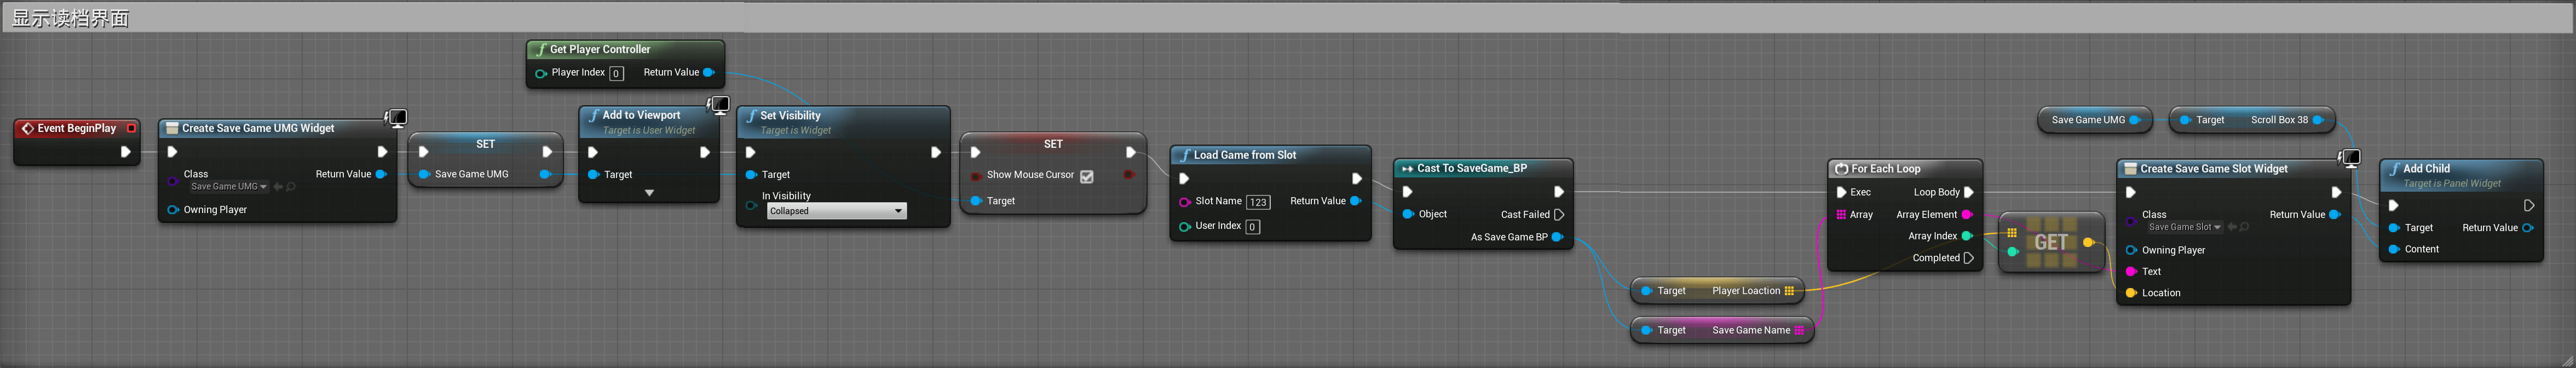 显示读档界面
Get Player Controller
Player Index 0 Return Value
Event BeginPlay
Create Save Game UMG Widget
Class
Save Game UMG
Return Value
Owning Player
SET
Save Game UMG
Add to Viewport
Target is User Widget
Target
Set Visibility
Target is Widget
Target
In Visibility
Collapsed
SET
Show Mouse Cursor
Target
Load Game from Slot
Slot Name 123 Return Value
User Index 0
Cast To SaveGame_BP
Object
Cast Failed
As Save Game BP
Target Player Loaction
Target Save Game Name
For Each Loop
Exec Loop Body
Array Array Element
Array Index
Completed
GET
Save Game UMG
Target Scroll Box 38
Create Save Game Slot Widget
Class
Save Game Slot
Return Value
Owning Player
Text
Location
Add Child
Target is Panel Widget
Target Return Value
Content